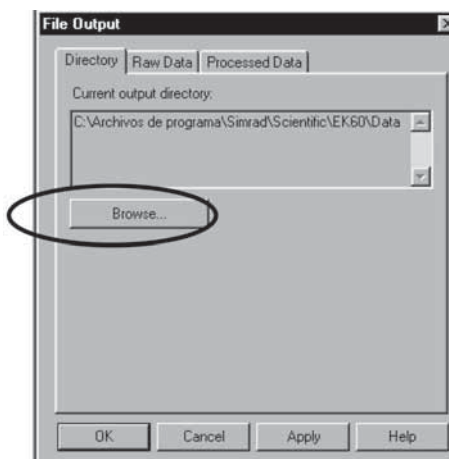 File Output
Directory Raw Data Processed Data
Current output directory:
C:\Archivos de programa\Simrad\Scientific\EK60\Data
Browse...
OK Cancel Apply Help